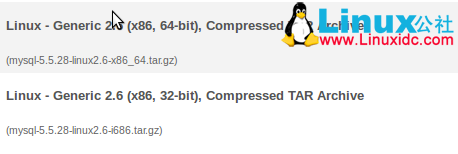 Linux - Generic 2.6 (x86, 64-bit), Compressed TAR Archive
Linux公社
www.Linuxidc.com
(mysql-5.5.28-linux2.6-x86_64.tar.gz)
Linux - Generic 2.6 (x86, 32-bit), Compressed TAR Archive
(mysql-5.5.28-linux2.6-i686.tar.gz)